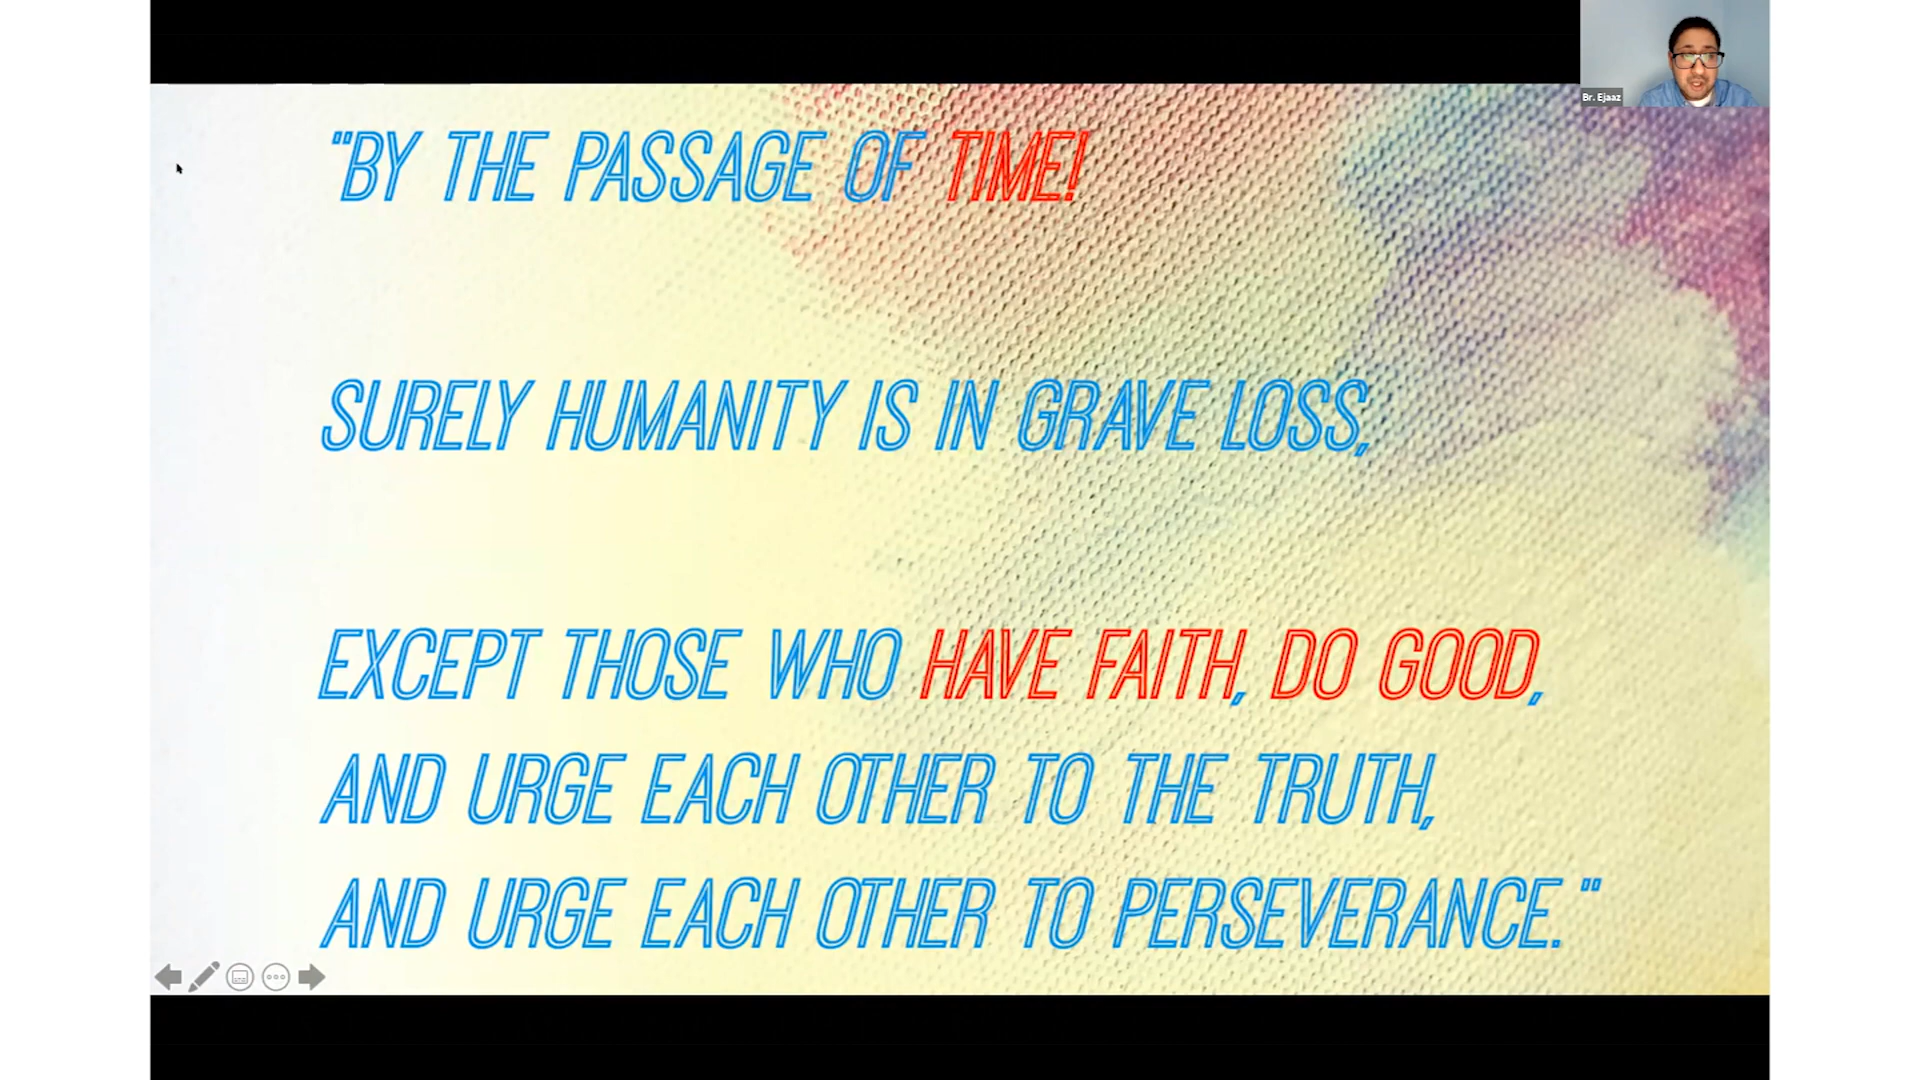 Br. Ejaaz
"BY THE PASSAGE OF TIME!
SURELY HUMANITY IS IN GRAVE LOSS,
EXCEPT THOSE WHO HAVE FAITH, DO GOOD,
AND URGE EACH OTHER TO THE TRUTH,
AND URGE EACH OTHER TO PERSEVERANCE."